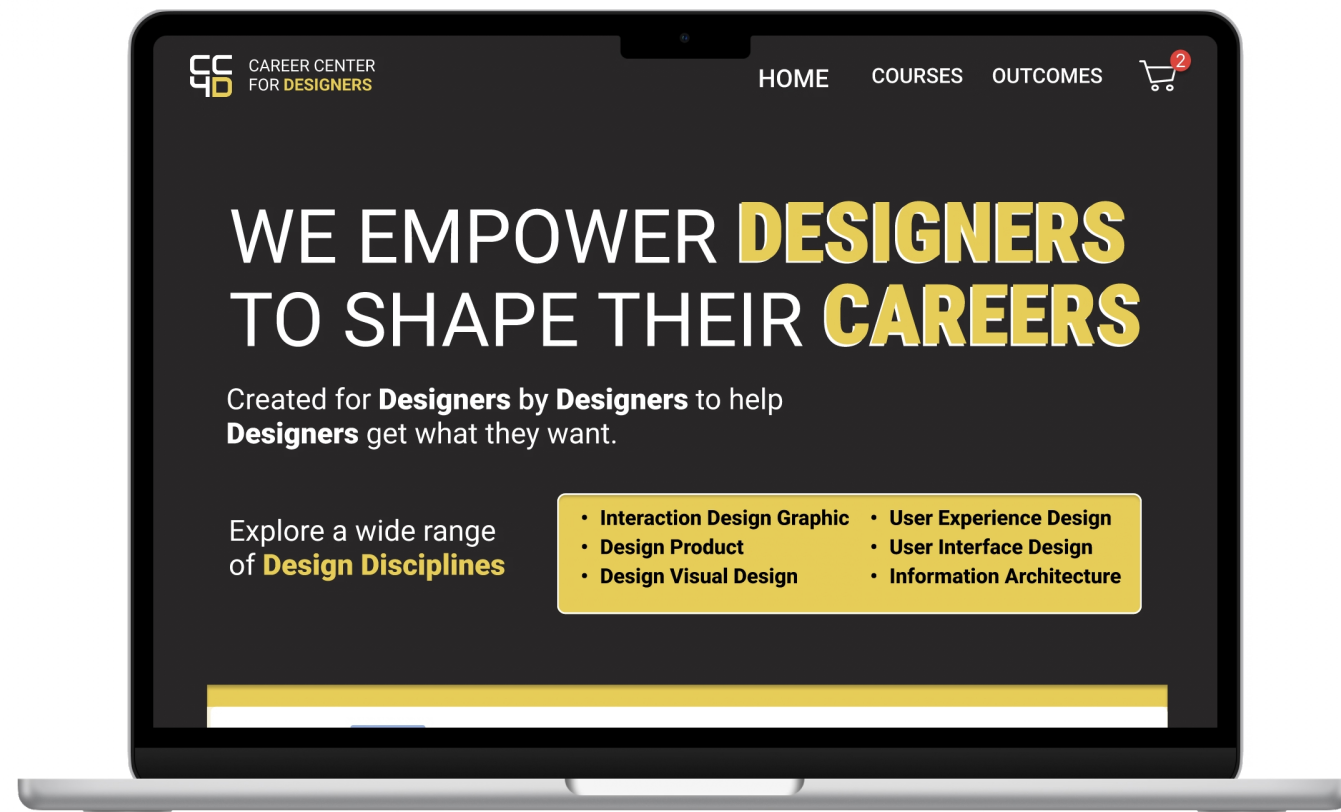 CC
4D
CAREER CENTER
FOR DESIGNERS
HOME
COURSES
OUTCOMES
2
WE EMPOWER DESIGNERS
TO SHAPE THEIR CAREERS
Created for Designers by Designers to help
Designers get what they want.
Explore a wide range
of Design Disciplines
• Interaction Design Graphic
• Design Product
• Design Visual Design
• User Experience Design
• User Interface Design
• Information Architecture